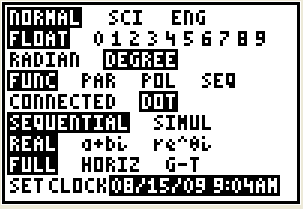 NORMAL SCI ENG
FLOAT 0 1 2 3 4 5 6 7 8 9
RADIAN DEGREE
FUNC PAR POL SEQ
CONNECTED DOT
SEQUENTIAL SIMUL
REAL a+bi re^θi
FULL HORIZ G-T
SET CLOCK 08/15/09 9:04AM